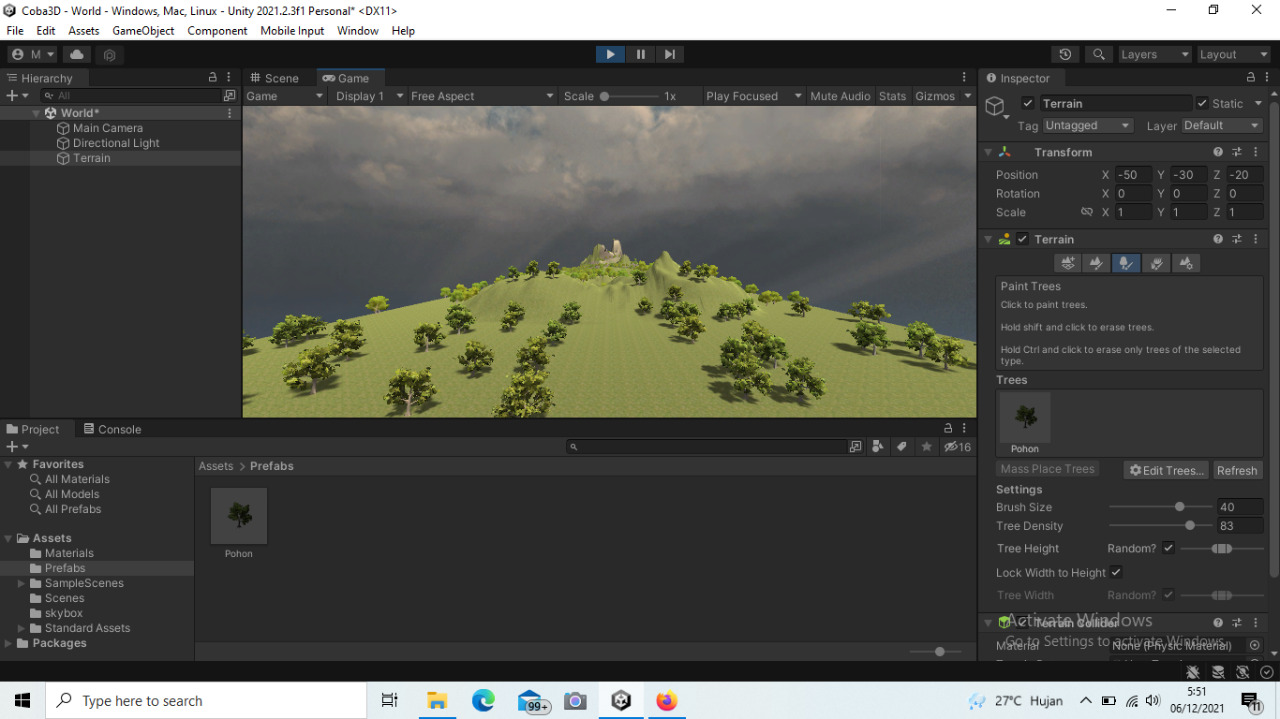 Coba3D - World - Windows, Mac, Linux - Unity 2021.2.3f1 Personal* <DX11>
File Edit Assets GameObject Component Mobile Input Window Help
M Layers Layout
Hierarchy Scene Game Inspector
All Game Display 1 Free Aspect Scale 1x Play Focused Mute Audio Stats Gizmos
Terrain Static
Tag Untagged Layer Default
World*
Main Camera
Directional Light
Terrain
Transform
Position X -50 Y -30 Z -20
Rotation X 0 Y 0 Z 0
Scale X 1 Y 1 Z 1
Terrain
Paint Trees
Click to paint trees.
Hold shift and click to erase trees.
Hold Ctrl and click to erase only trees of the selected
type.
Trees
Pohon
Mass Place Trees Edit Trees... Refresh
Settings
Brush Size 40
Tree Density 83
Tree Height Random?
Lock Width to Height
Tree Width Random?
Terrain Collider
Material None (Physic Material)
Activate Windows
Go to Settings to activate Windows.
Project Console
16
Favorites
All Materials
All Models
All Prefabs
Assets
Materials
Prefabs
SampleScenes
Scenes
skybox
Standard Assets
Packages
Assets > Prefabs
Pohon
Type here to search
99+
27°C Hujan
5:51
06/12/2021
11